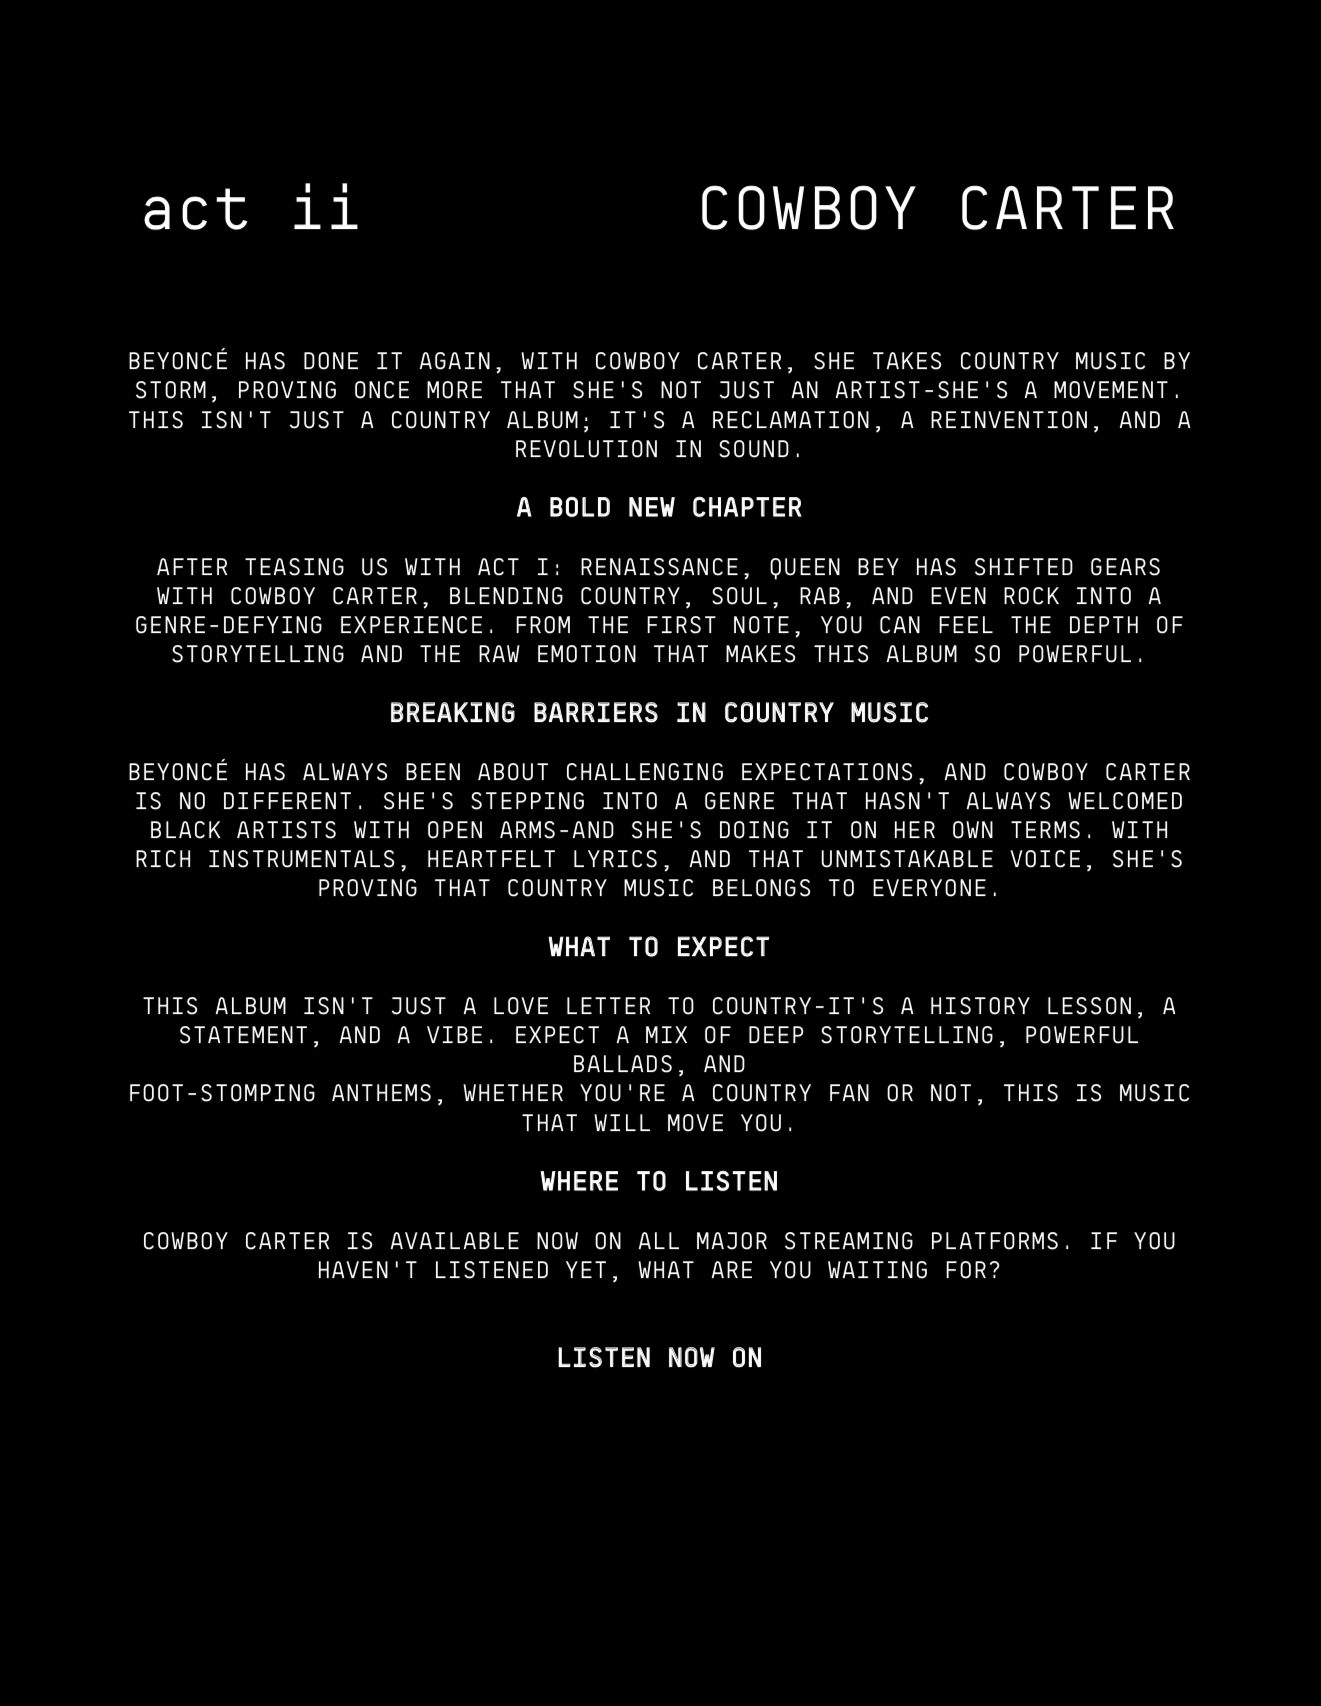 act ii COWBOY CARTER
BEYONCÉ HAS DONE IT AGAIN, WITH COWBOY CARTER, SHE TAKES COUNTRY MUSIC BY
STORM, PROVING ONCE MORE THAT SHE'S NOT JUST AN ARTIST-SHE'S A MOVEMENT.
THIS ISN'T JUST A COUNTRY ALBUM; IT'S A RECLAMATION, A REINVENTION, AND A
REVOLUTION IN SOUND.
A BOLD NEW CHAPTER
AFTER TEASING US WITH ACT I: RENAISSANCE, QUEEN BEY HAS SHIFTED GEARS
WITH COWBOY CARTER, BLENDING COUNTRY, SOUL, RAB, AND EVEN ROCK INTO A
GENRE-DEFYING EXPERIENCE. FROM THE FIRST NOTE, YOU CAN FEEL THE DEPTH OF
STORYTELLING AND THE RAW EMOTION THAT MAKES THIS ALBUM SO POWERFUL.
BREAKING BARRIERS IN COUNTRY MUSIC
BEYONCÉ HAS ALWAYS BEEN ABOUT CHALLENGING EXPECTATIONS, AND COWBOY CARTER
IS NO DIFFERENT. SHE'S STEPPING INTO A GENRE THAT HASN'T ALWAYS WELCOMED
BLACK ARTISTS WITH OPEN ARMS-AND SHE'S DOING IT ON HER OWN TERMS. WITH
RICH INSTRUMENTALS, HEARTFELT LYRICS, AND THAT UNMISTAKABLE VOICE, SHE'S
PROVING THAT COUNTRY MUSIC BELONGS TO EVERYONE.
WHAT TO EXPECT
THIS ALBUM ISN'T JUST A LOVE LETTER TO COUNTRY-IT'S A HISTORY LESSON, A
STATEMENT, AND A VIBE. EXPECT A MIX OF DEEP STORYTELLING, POWERFUL
BALLADS, AND
FOOT-STOMPING ANTHEMS, WHETHER YOU'RE A COUNTRY FAN OR NOT, THIS IS MUSIC
THAT WILL MOVE YOU.
WHERE TO LISTEN
COWBOY CARTER IS AVAILABLE NOW ON ALL MAJOR STREAMING PLATFORMS. IF YOU
HAVEN'T LISTENED YET, WHAT ARE YOU WAITING FOR?
LISTEN NOW ON